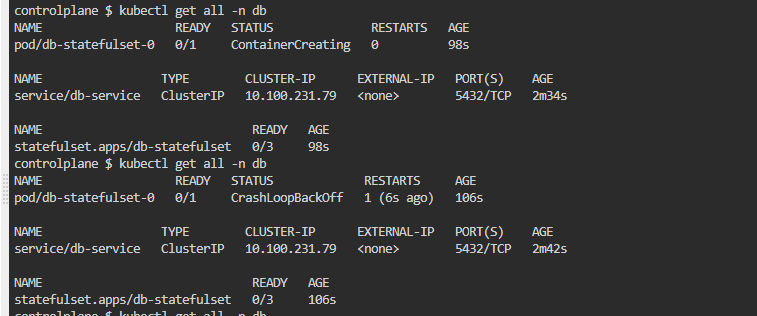 controlplane $ kubectl get all -n db
NAME READY STATUS RESTARTS AGE
pod/db-statefulset-0 0/1 ContainerCreating 0 98s
NAME TYPE CLUSTER-IP EXTERNAL-IP PORT(S) AGE
service/db-service ClusterIP 10.100.231.79 <none> 5432/TCP 2m34s
NAME READY AGE
statefulset.apps/db-statefulset 0/3 98s
controlplane $ kubectl get all -n db
NAME READY STATUS RESTARTS AGE
pod/db-statefulset-0 0/1 CrashLoopBackOff 1 (6s ago) 106s
NAME TYPE CLUSTER-IP EXTERNAL-IP PORT(S) AGE
service/db-service ClusterIP 10.100.231.79 <none> 5432/TCP 2m42s
NAME READY AGE
statefulset.apps/db-statefulset 0/3 106s
controlplane $ kubectl get all -n db